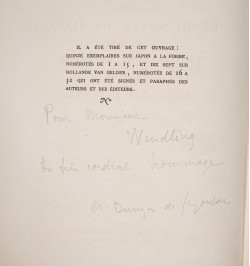 IL A ÉTÉ TIRÉ DE CET OUVRAGE :
QUINZE EXEMPLAIRES SUR JAPON A LA FORME,
NUMÉROTÉS DE 1 A 15, ET DIX SEPT SUR
HOLLANDE VAN GELDER, NUMÉROTÉS DE 16 A
32 QUI ONT ÉTÉ SIGNÉS ET PARAPHÉS DES
AUTEURS ET DES ÉDITEURS.
No
Pour Monsieur
Wendling
très cordial hommage
de